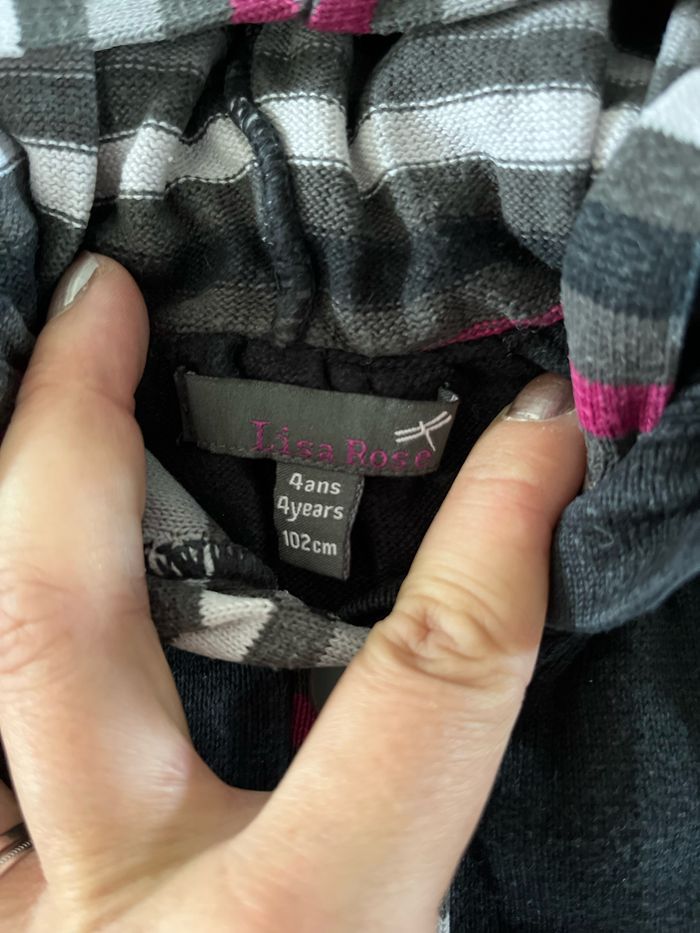 Lisa Rose
4ans
4years
102cm